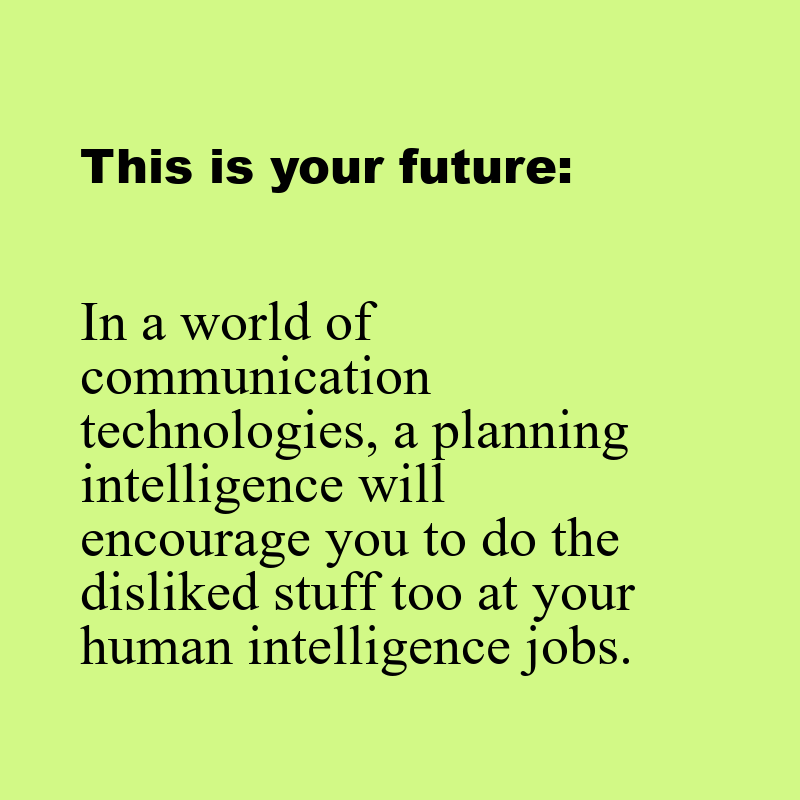 This is your future:
In a world of
communication
technologies, a planning
intelligence will
encourage you to do the
disliked stuff too at your
human intelligence jobs.